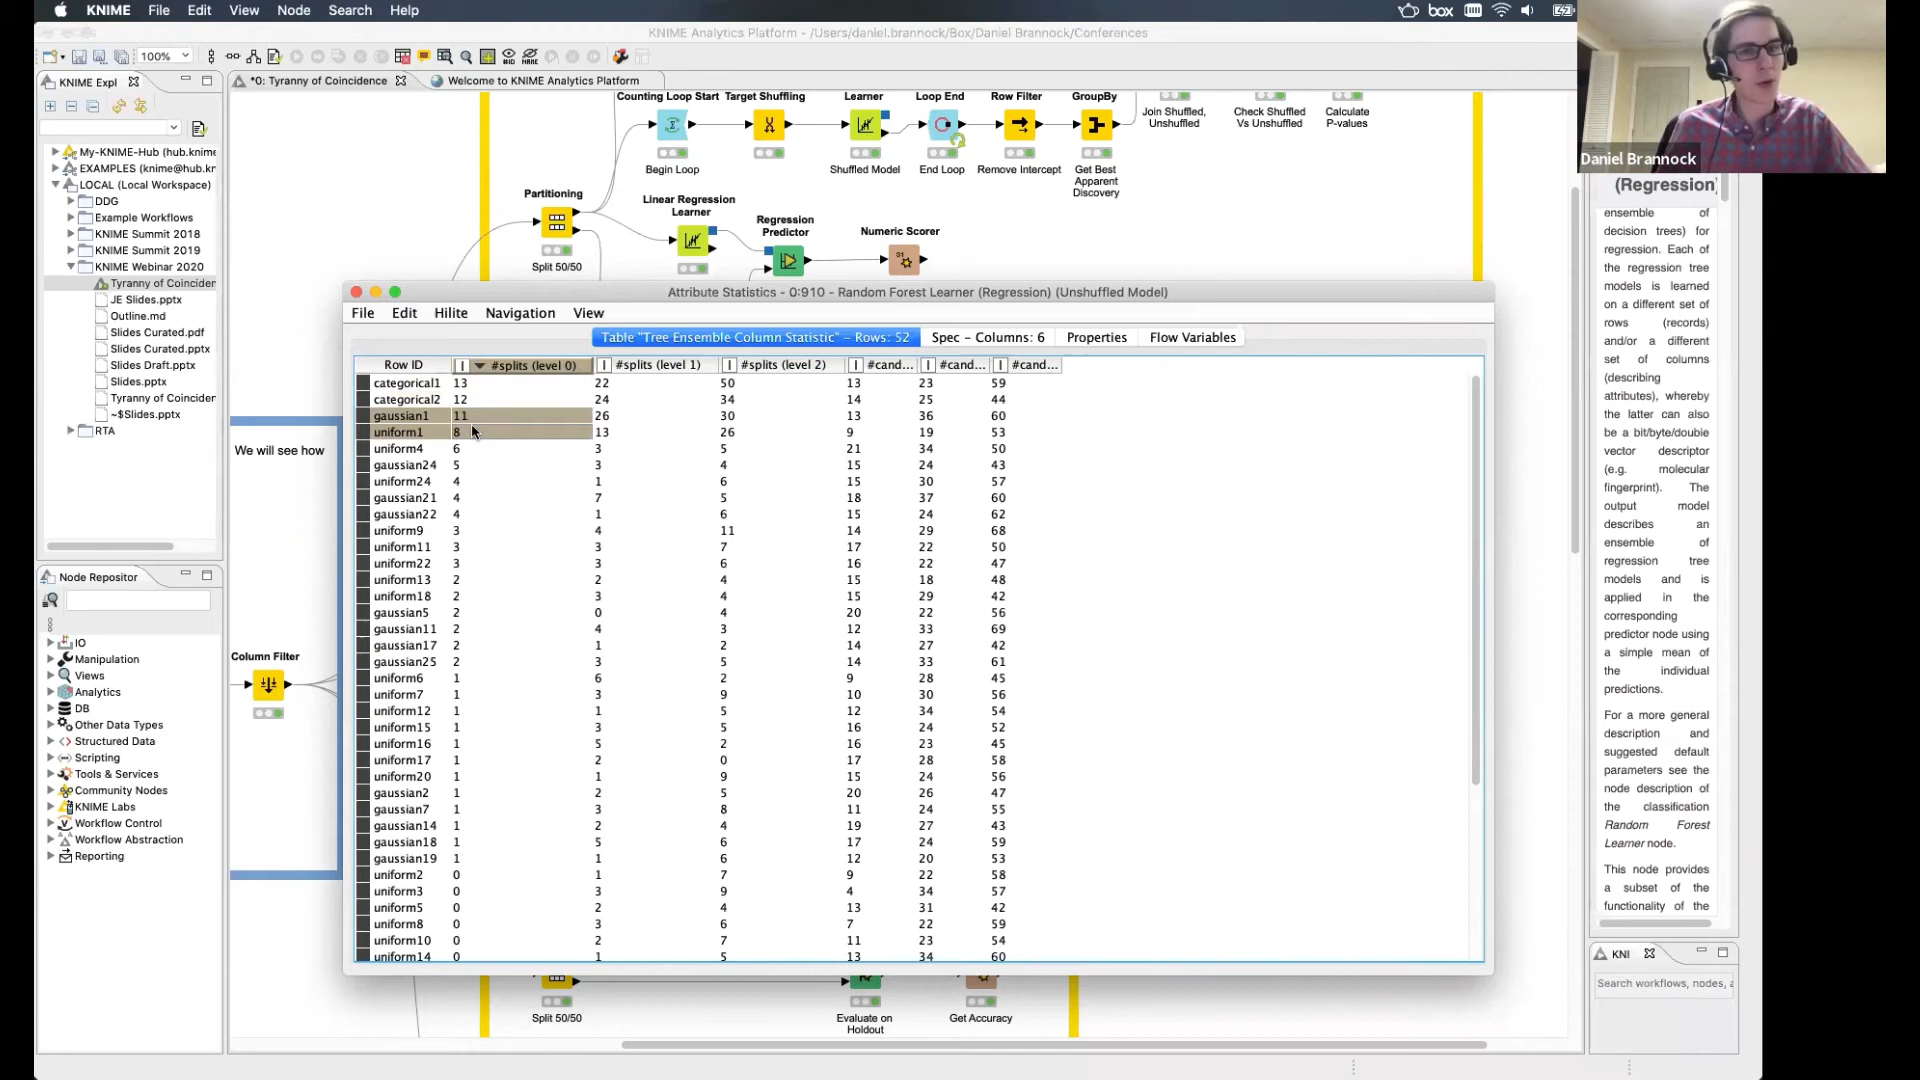 KNIME File Edit View Node Search Help
box
KNIME Analytics Platform - /Users/daniel.brannock/Box/Daniel Brannock/Conferences
100%
KNIME Expl
*0: Tyranny of Coincidence
Welcome to KNIME Analytics Platform
My-KNIME-Hub (hub.knime
EXAMPLES (knime@hub.kr
LOCAL (Local Workspace)
DDG
Example Workflows
KNIME Summit 2018
KNIME Summit 2019
KNIME Webinar 2020
Tyranny of Coinciden
JE Slides.pptx
Outline.md
Slides Curated.pdf
Slides Curated.pptx
Slides Draft.pptx
Slides.pptx
Tyranny of Coinciden
~$Slides.pptx
RTA
Node Repositor
IO
Manipulation
Views
Analytics
DB
Other Data Types
Structured Data
Scripting
Tools & Services
Community Nodes
KNIME Labs
Workflow Control
Workflow Abstraction
Reporting
Counting Loop Start Target Shuffling Learner Loop End Row Filter GroupBy
Join Shuffled, Unshuffled
Check Shuffled Vs Unshuffled
Calculate P-values
Begin Loop
Shuffled Model
End Loop
Remove Intercept
Get Best Apparent Discovery
Partitioning
Split 50/50
Linear Regression Learner
Regression Predictor
Numeric Scorer
We will see how
Column Filter
Attribute Statistics - 0:910 - Random Forest Learner (Regression) (Unshuffled Model)
File Edit Hilite Navigation View
Table "Tree Ensemble Column Statistic" - Rows: 52 Spec - Columns: 6 Properties Flow Variables
Row ID I #splits (level 0) I #splits (level 1) I #splits (level 2) I #cand... I #cand... I #cand...
categorical1 13 22 50 13 23 59
categorical2 12 24 34 14 25 44
gaussian1 11 26 30 13 36 60
uniform1 8 13 26 9 19 53
uniform4 6 3 5 21 34 50
gaussian24 5 3 4 15 24 43
uniform24 4 1 6 15 30 57
gaussian21 4 7 5 18 37 60
gaussian22 4 1 6 15 24 62
uniform9 3 4 11 14 29 68
uniform11 3 3 7 17 22 50
uniform22 3 3 6 16 22 47
uniform13 2 2 4 15 18 48
uniform18 2 3 4 15 29 42
gaussian5 2 0 4 20 22 56
gaussian11 2 4 3 12 33 69
gaussian17 2 1 2 14 27 42
gaussian25 2 3 5 14 33 61
uniform6 1 6 2 9 28 45
uniform7 1 3 9 10 30 56
uniform12 1 1 5 12 34 54
uniform15 1 3 5 16 24 52
uniform16 1 5 2 16 23 45
uniform17 1 2 0 17 28 58
uniform20 1 1 9 15 24 56
gaussian2 1 2 5 20 26 47
gaussian7 1 3 8 11 24 55
gaussian14 1 2 4 19 27 43
gaussian18 1 5 6 17 24 59
gaussian19 1 1 6 12 20 53
uniform2 0 1 7 9 22 58
uniform3 0 3 9 4 34 57
uniform5 0 2 4 13 31 42
uniform8 0 3 6 7 22 59
uniform10 0 2 7 11 23 54
uniform14 0 1 5 13 34 60
Split 50/50
Evaluate on Holdout
Get Accuracy
Daniel Brannock
(Regression)
ensemble of
decision trees) for
regression. Each of
the regression tree
models is learned
on a different set of
rows (records)
and/or a different
set of columns
(describing
attributes), whereby
the latter can also
be a bit/byte/double
vector descriptor
(e.g. molecular
fingerprint). The
output model
describes an
ensemble of
regression tree
models and is
applied in the
corresponding
predictor node using
a simple mean of
the individual
predictions.
For a more general
description and
suggested default
parameters see the
node description of
the classification
Random Forest
Learner node.
This node provides
a subset of the
functionality of the
KNI
Search workflows, nodes, a